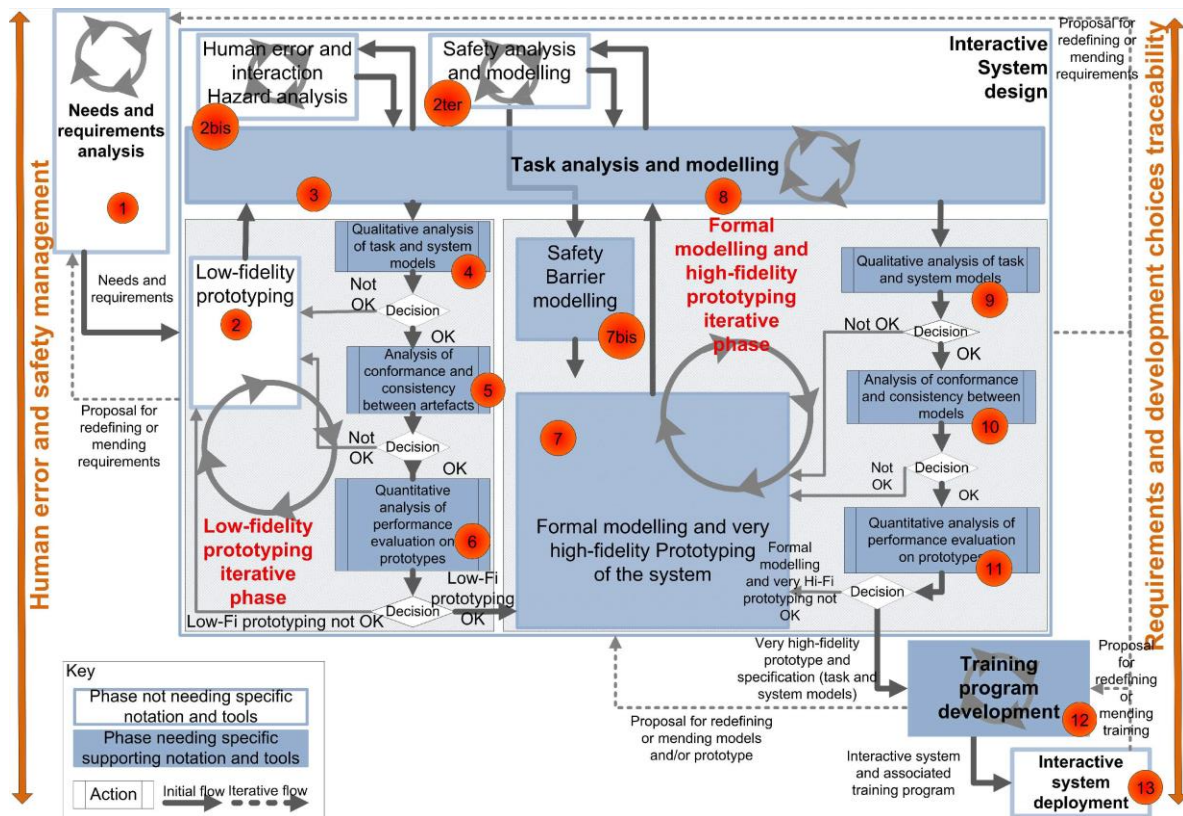 Human error and safety management
Needs and
requirements
analysis
1
Needs and
requirements
Proposal for
redefining or
mending
requirements
Human error and
interaction
Hazard analysis
2bis
Safety analysis
and modelling
2ter
Interactive
System
design
Proposal for
redefining or
mending
requirements
Requirements and development choices traceability
Task analysis and modelling
3
8
Low-fidelity
prototyping
2
Qualitative analysis
of task and system
models
4
Not
OK
Decision
OK
Analysis of
conformance and
consistency
between artefacts
5
Not
OK
Decision
OK
Quantitative
analysis of
performance
evaluation on
prototypes
6
Low-fidelity
prototyping
iterative
phase
Decision
Low-Fi prototyping not OK
Low-Fi
prototyping
OK
Safety
Barrier
modelling
7bis
Formal
modelling and
high-fidelity
prototyping
iterative
phase
7
Formal modelling and very
high-fidelity Prototyping
of the system
Qualitative analysis of task
and system models
9
Not OK
Decision
OK
Analysis of conformance
and consistency between
models
10
Not
OK
Decision
OK
Quantitative analysis of
performance evaluation
on prototypes
11
Formal
modelling
and very Hi-Fi
prototyping not
OK
Decision
Very high-fidelity
prototype and
specification (task and
system models)
Training
program
development
12
Proposal
for
redefining
or
mending
training
Proposal for redefining
or mending models
and/or prototype
Interactive system
and associated
training program
Interactive
system
deployment
13
Key
Phase not needing specific
notation and tools
Phase needing specific
supporting notation and tools
Action
Initial flow
Iterative flow